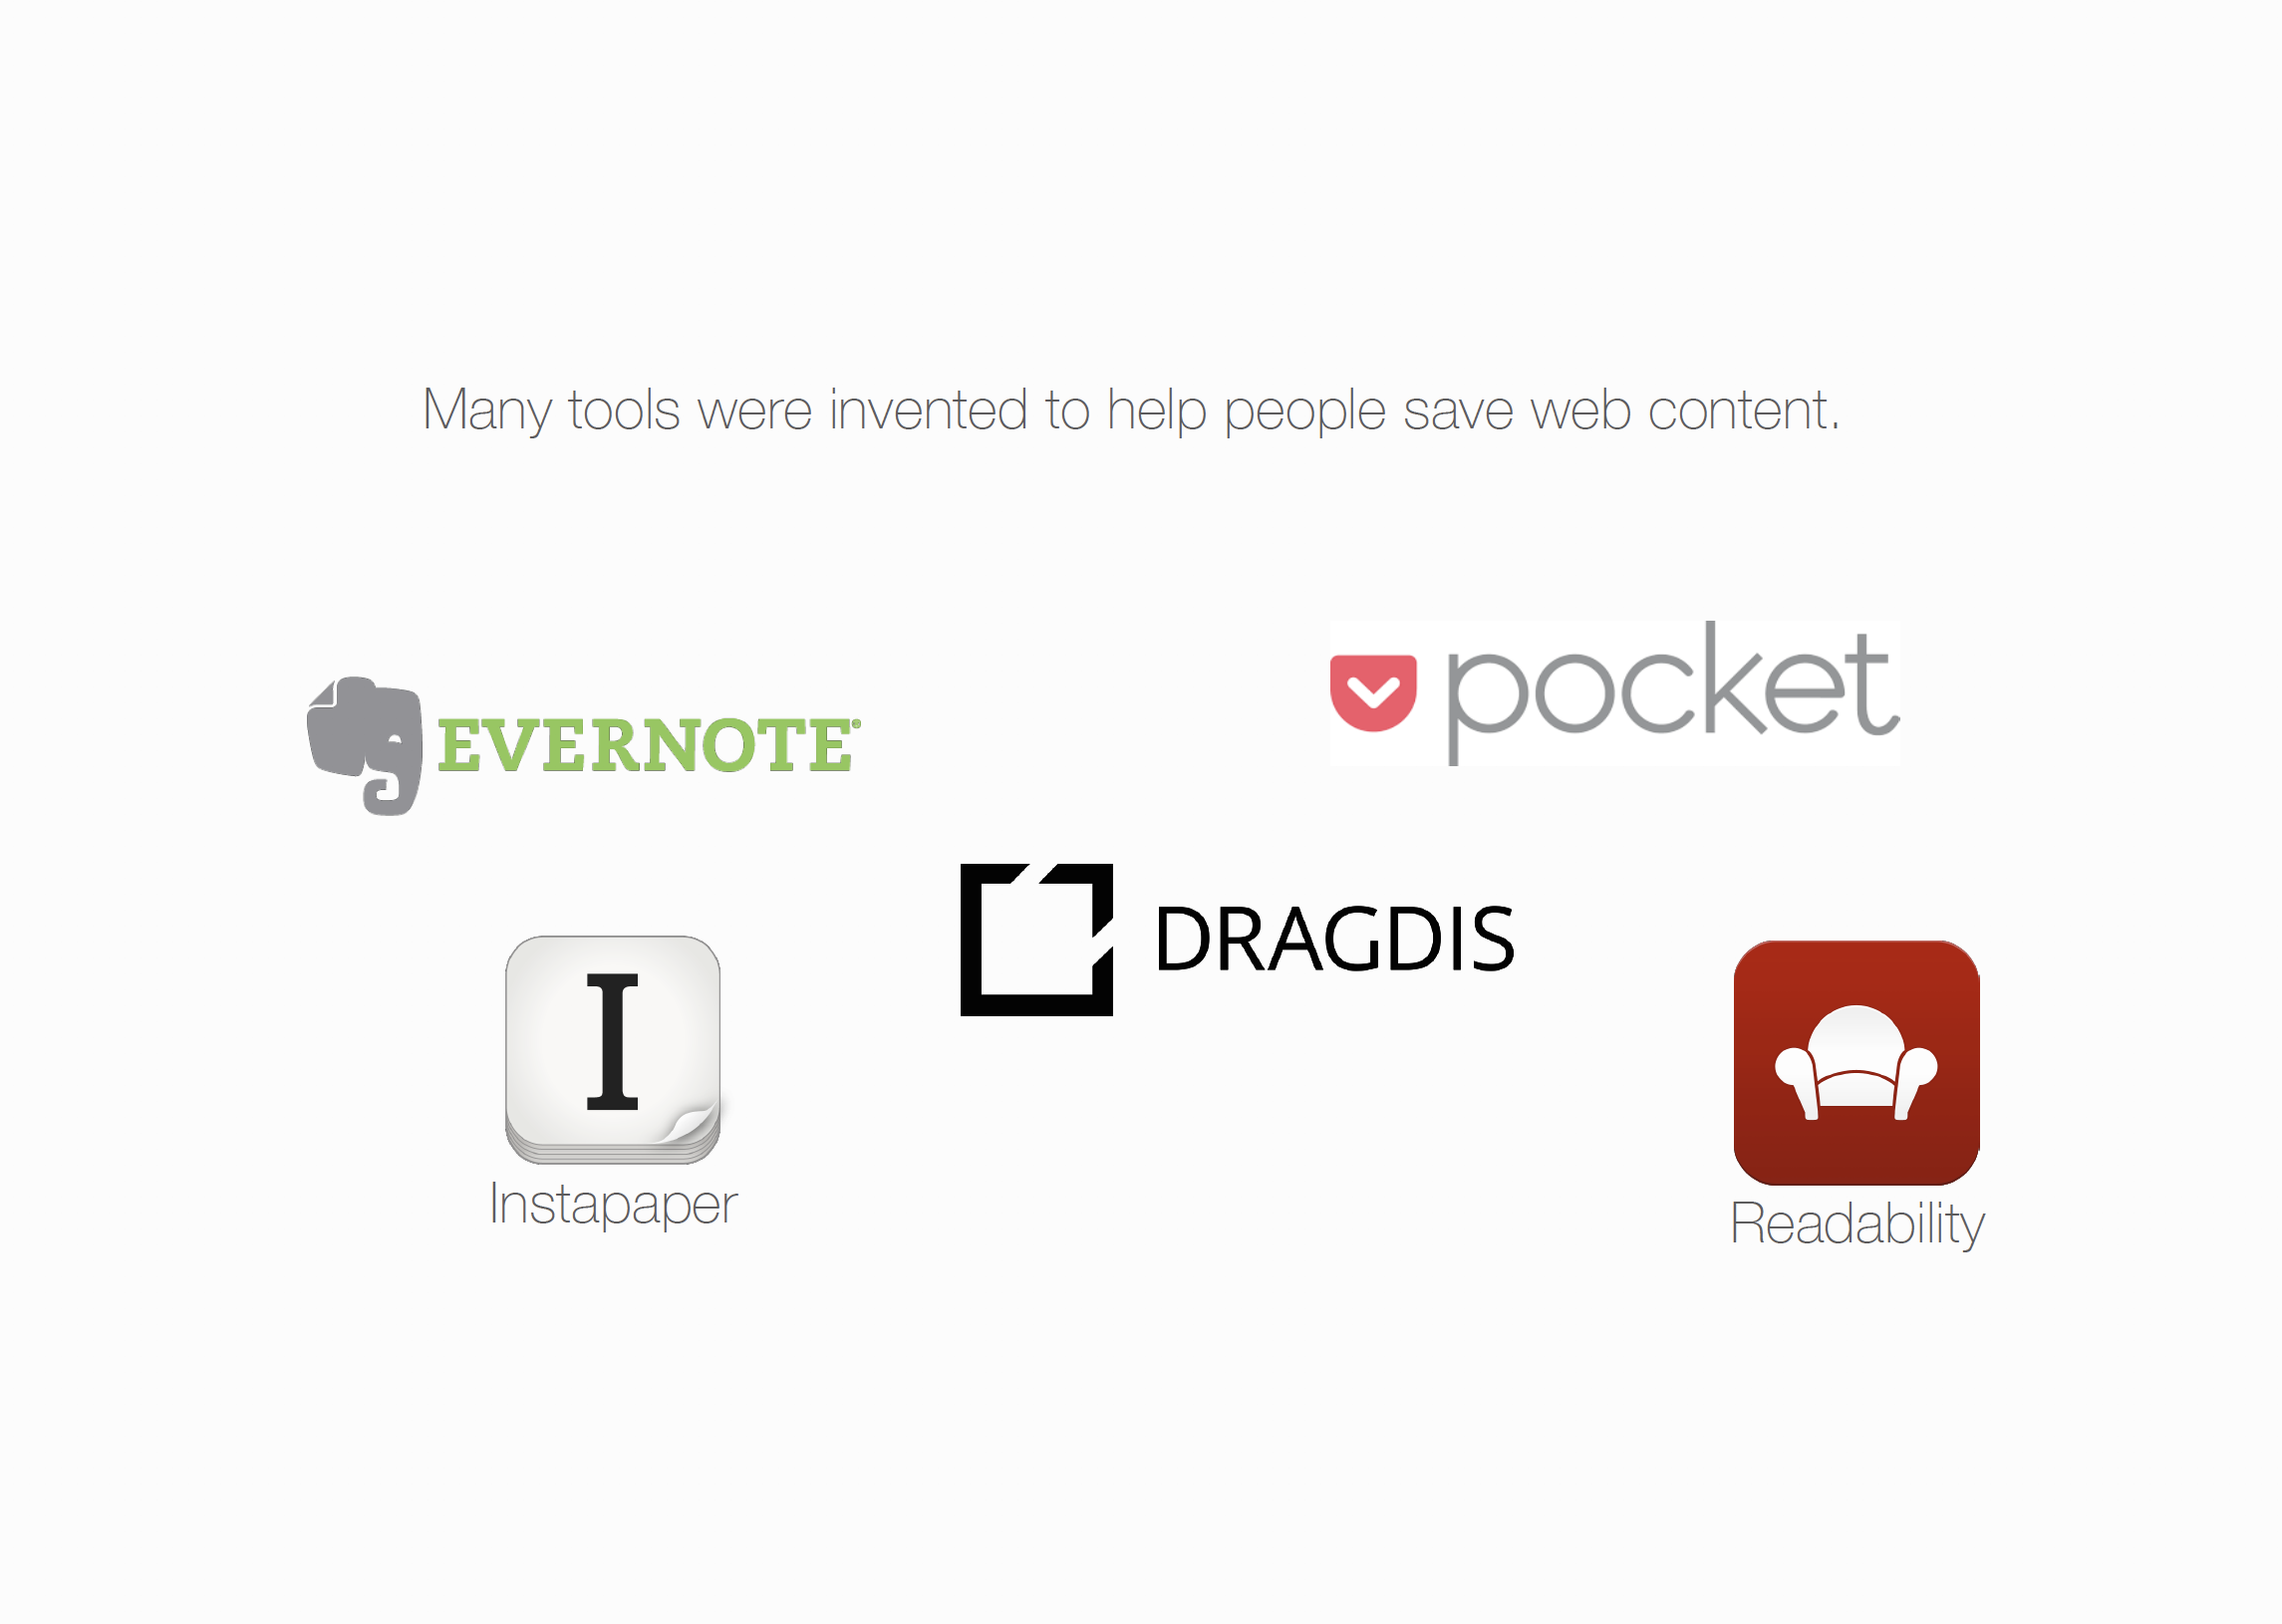 Many tools were invented to help people save web content.
EVERNOTE®
pocket
DRAGDIS
I
Instapaper
Readability